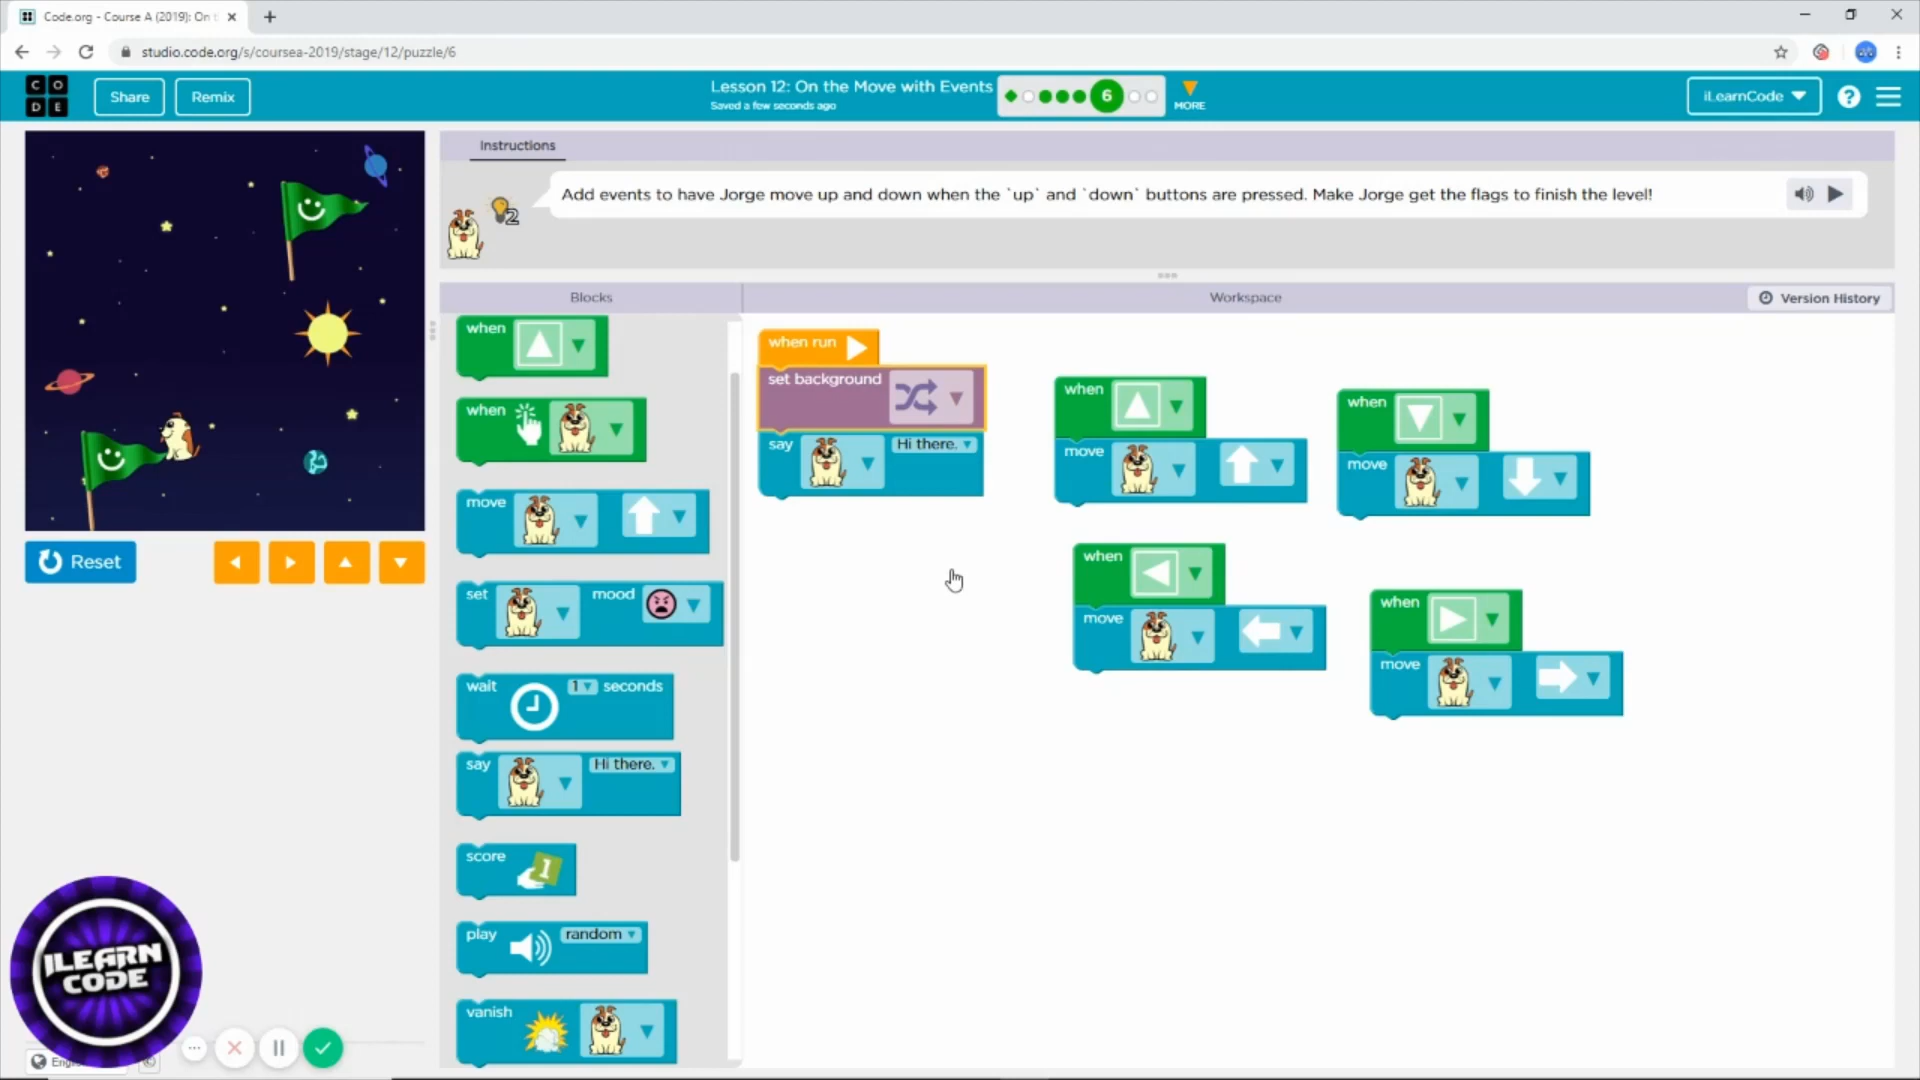 Code.org - Course A (2019): On t
studio.code.org/s/coursea-2019/stage/12/puzzle/6
C O
D E
Share
Remix
Lesson 12: On the Move with Events
Saved a few seconds ago
6
MORE
iLearnCode
?
Instructions
2
Add events to have Jorge move up and down when the `up` and `down` buttons are pressed. Make Jorge get the flags to finish the level!
Blocks
Workspace
Version History
when
when
move
set
mood
wait
1
seconds
say
Hi there.
score
1
play
random
vanish
when run
set background
say
Hi there.
when
move
when
move
when
move
when
move
Reset
ILEARN
CODE